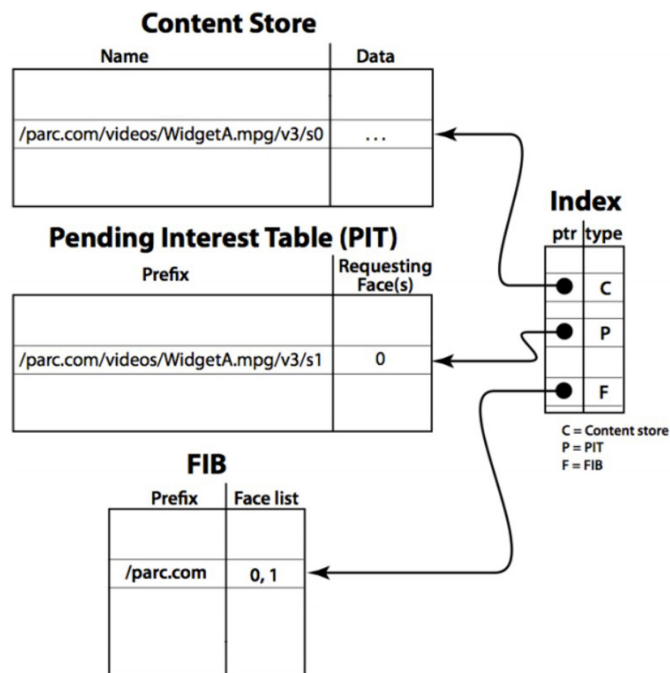 Content Store
Name Data
/parc.com/videos/WidgetA.mpg/v3/s0 ...
Index
ptr type
C
P
F
C = Content store
P = PIT
F = FIB
Pending Interest Table (PIT)
Prefix Requesting
Face(s)
/parc.com/videos/WidgetA.mpg/v3/s1 0
FIB
Prefix Face list
/parc.com 0, 1